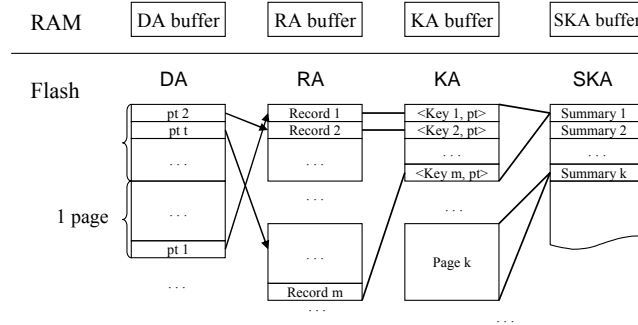 RAM DA buffer RA buffer KA buffer SKA buffer
Flash DA RA KA SKA
pt 2 Record 1 <Key 1, pt> Summary 1
pt t Record 2 <Key 2, pt> Summary 2
. . . . . . . . . . . .
<Key m, pt> Summary k
1 page . . . . . . . . .
pt 1 . . . Page k
. . . Record m
. . . . . .